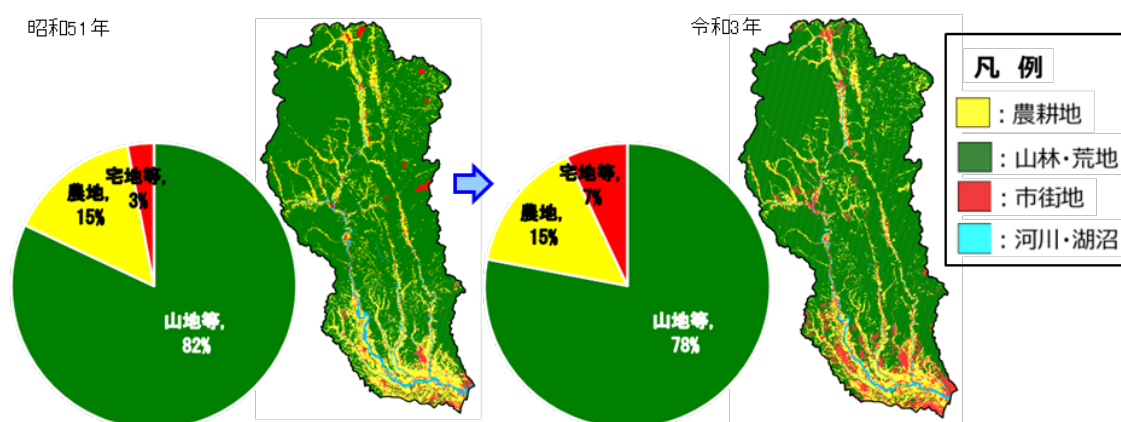 昭和51年
令和3年
宅地等,
3%
農地,
15%
山地等,
82%
宅地等,
7%
農地,
15%
山地等,
78%
凡 例
：農耕地
：山林・荒地
：市街地
：河川・湖沼